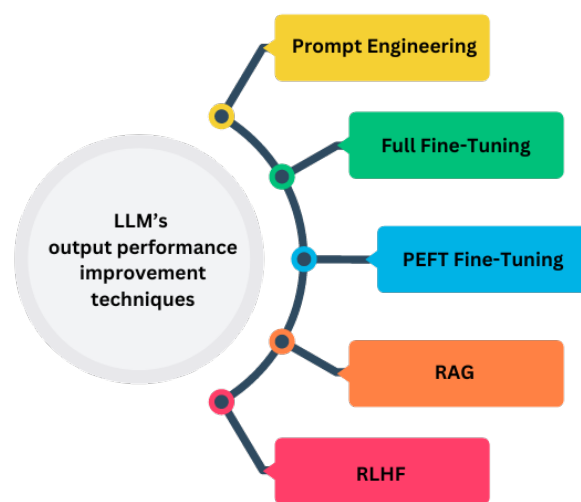 Prompt Engineering
Full Fine-Tuning
LLM’s
output performance
improvement
techniques
PEFT Fine-Tuning
RAG
RLHF